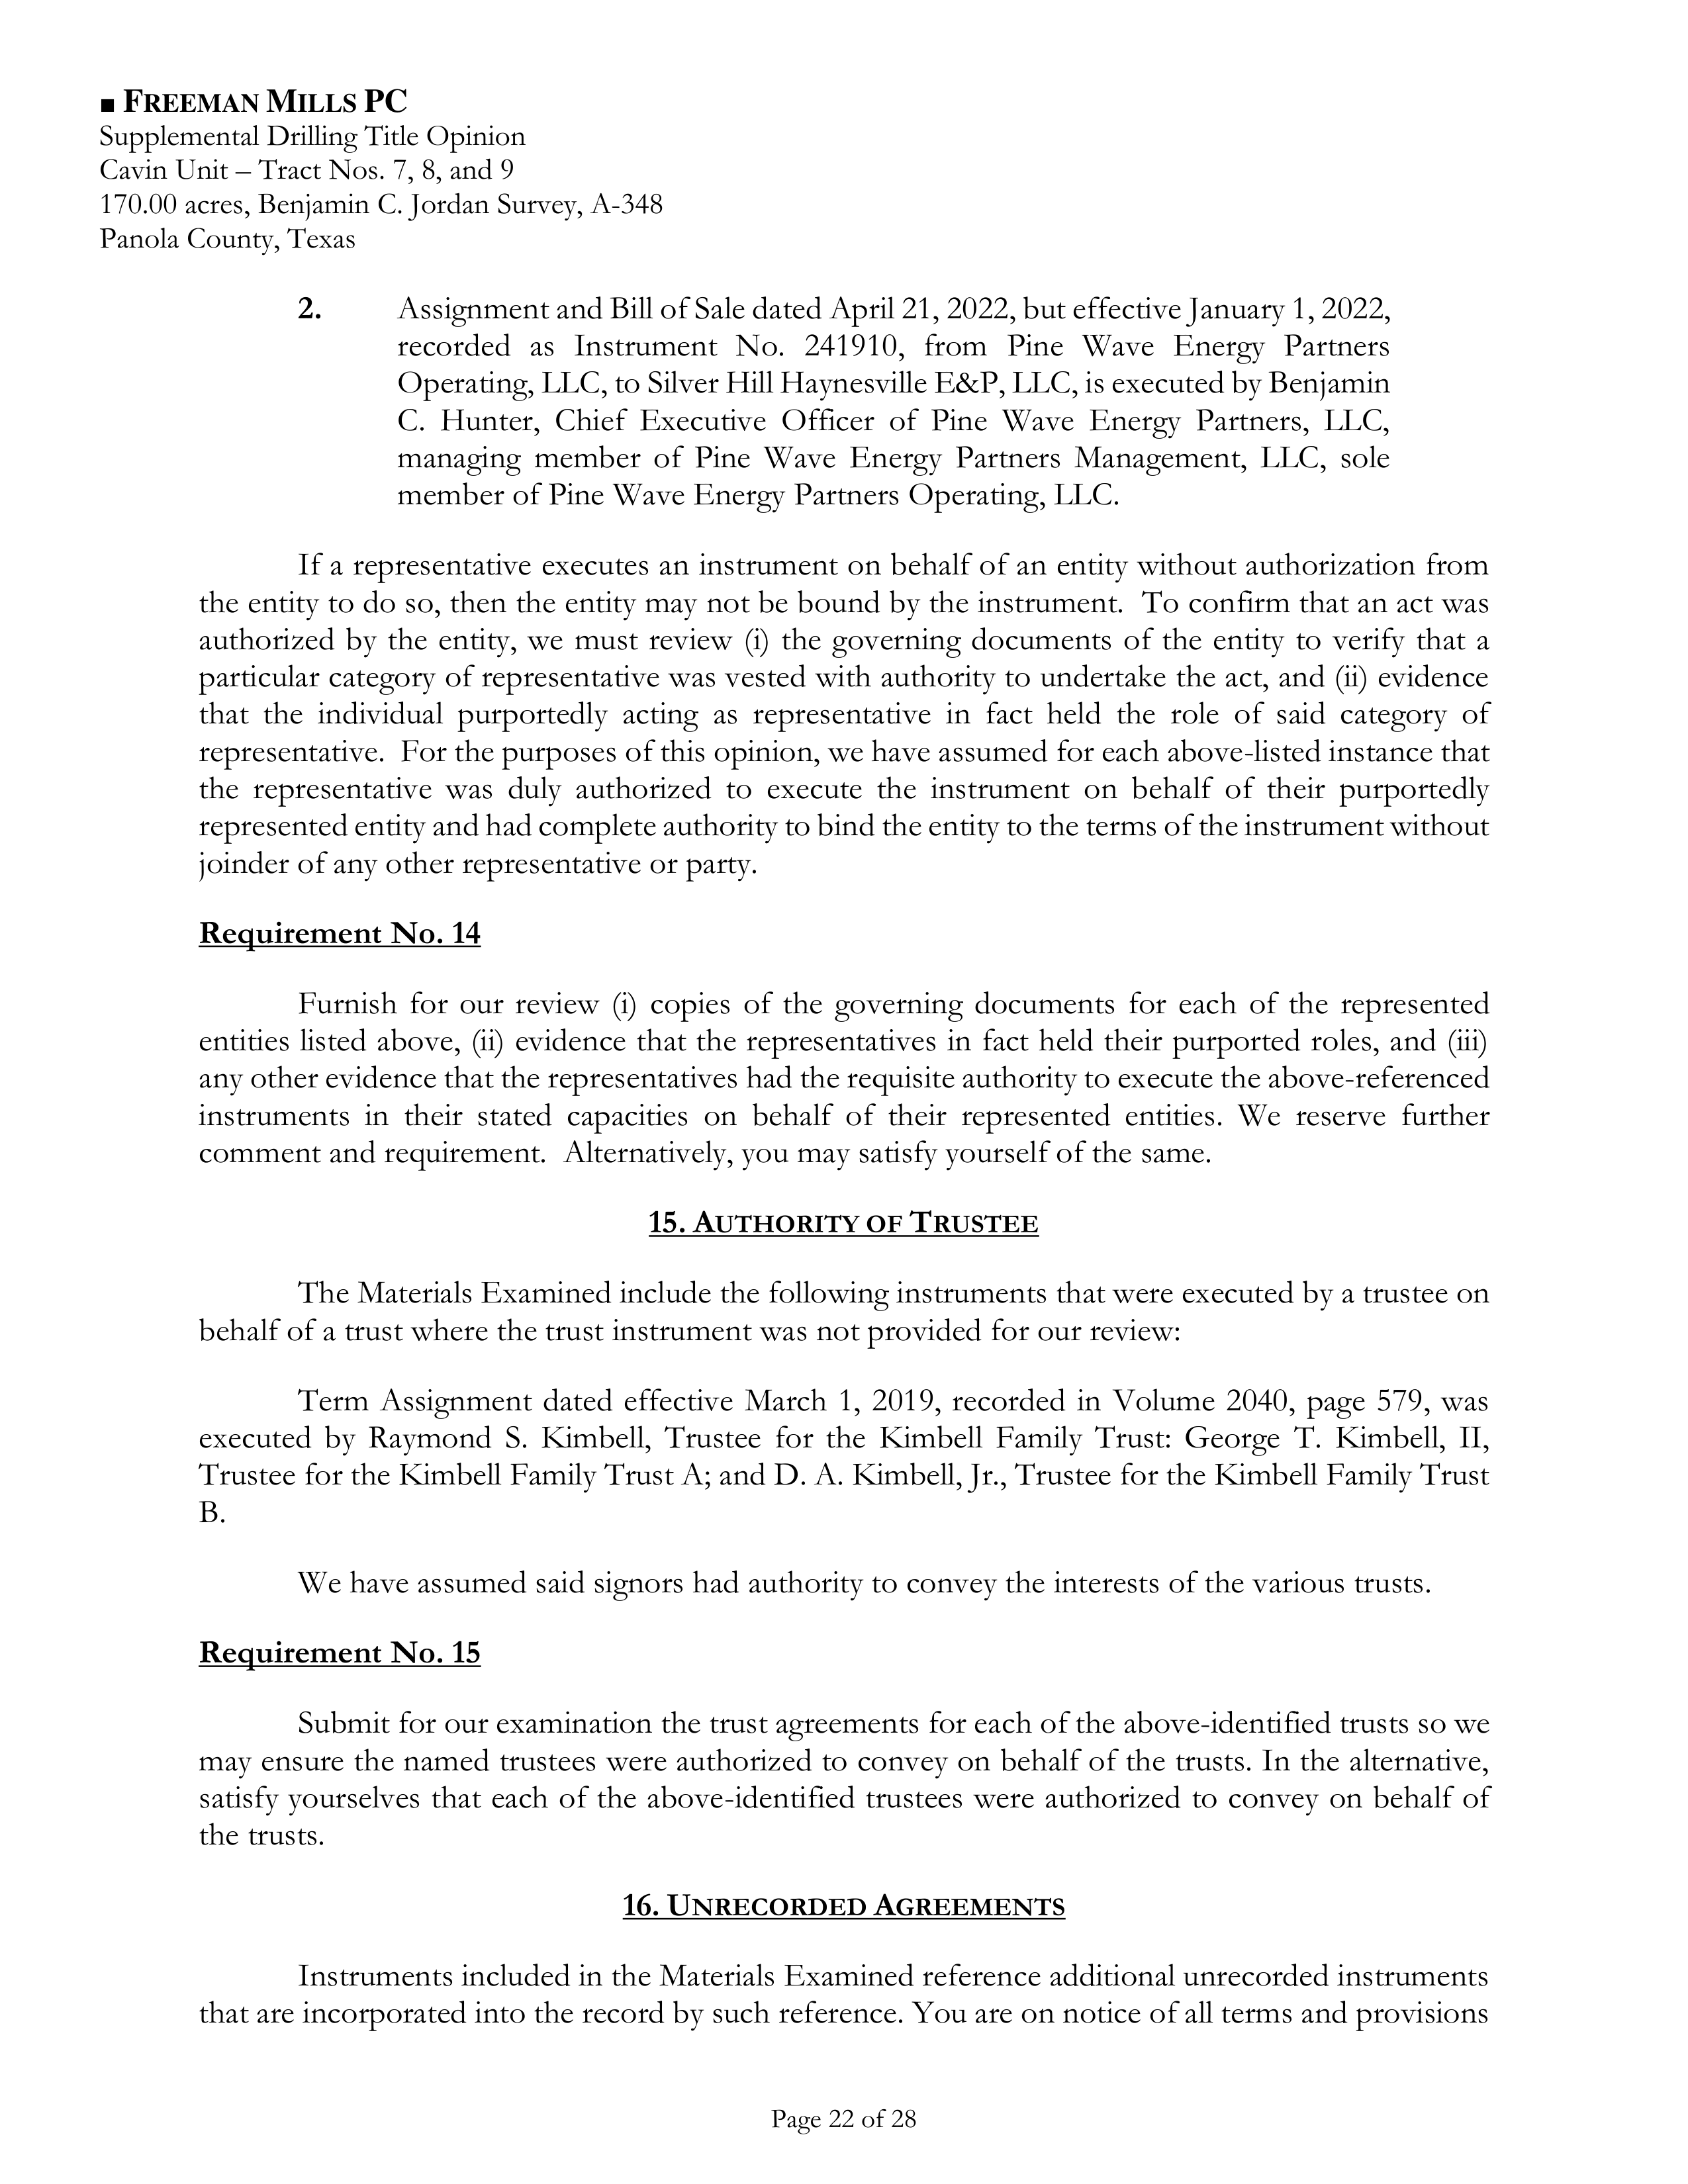 ■ FREEMAN MILLS PC
Supplemental Drilling Title Opinion
Cavin Unit – Tract Nos. 7, 8, and 9
170.00 acres, Benjamin C. Jordan Survey, A-348
Panola County, Texas
2. Assignment and Bill of Sale dated April 21, 2022, but effective January 1, 2022,
recorded as Instrument No. 241910, from Pine Wave Energy Partners
Operating, LLC, to Silver Hill Haynesville E&P, LLC, is executed by Benjamin
C. Hunter, Chief Executive Officer of Pine Wave Energy Partners, LLC,
managing member of Pine Wave Energy Partners Management, LLC, sole
member of Pine Wave Energy Partners Operating, LLC.
If a representative executes an instrument on behalf of an entity without authorization from
the entity to do so, then the entity may not be bound by the instrument. To confirm that an act was
authorized by the entity, we must review (i) the governing documents of the entity to verify that a
particular category of representative was vested with authority to undertake the act, and (ii) evidence
that the individual purportedly acting as representative in fact held the role of said category of
representative. For the purposes of this opinion, we have assumed for each above-listed instance that
the representative was duly authorized to execute the instrument on behalf of their purportedly
represented entity and had complete authority to bind the entity to the terms of the instrument without
joinder of any other representative or party.
Requirement No. 14
Furnish for our review (i) copies of the governing documents for each of the represented
entities listed above, (ii) evidence that the representatives in fact held their purported roles, and (iii)
any other evidence that the representatives had the requisite authority to execute the above-referenced
instruments in their stated capacities on behalf of their represented entities. We reserve further
comment and requirement. Alternatively, you may satisfy yourself of the same.
15. AUTHORITY OF TRUSTEE
The Materials Examined include the following instruments that were executed by a trustee on
behalf of a trust where the trust instrument was not provided for our review:
Term Assignment dated effective March 1, 2019, recorded in Volume 2040, page 579, was
executed by Raymond S. Kimbell, Trustee for the Kimbell Family Trust: George T. Kimbell, II,
Trustee for the Kimbell Family Trust A; and D. A. Kimbell, Jr., Trustee for the Kimbell Family Trust
B.
We have assumed said signors had authority to convey the interests of the various trusts.
Requirement No. 15
Submit for our examination the trust agreements for each of the above-identified trusts so we
may ensure the named trustees were authorized to convey on behalf of the trusts. In the alternative,
satisfy yourselves that each of the above-identified trustees were authorized to convey on behalf of
the trusts.
16. UNRECORDED AGREEMENTS
Instruments included in the Materials Examined reference additional unrecorded instruments
that are incorporated into the record by such reference. You are on notice of all terms and provisions
Page 22 of 28